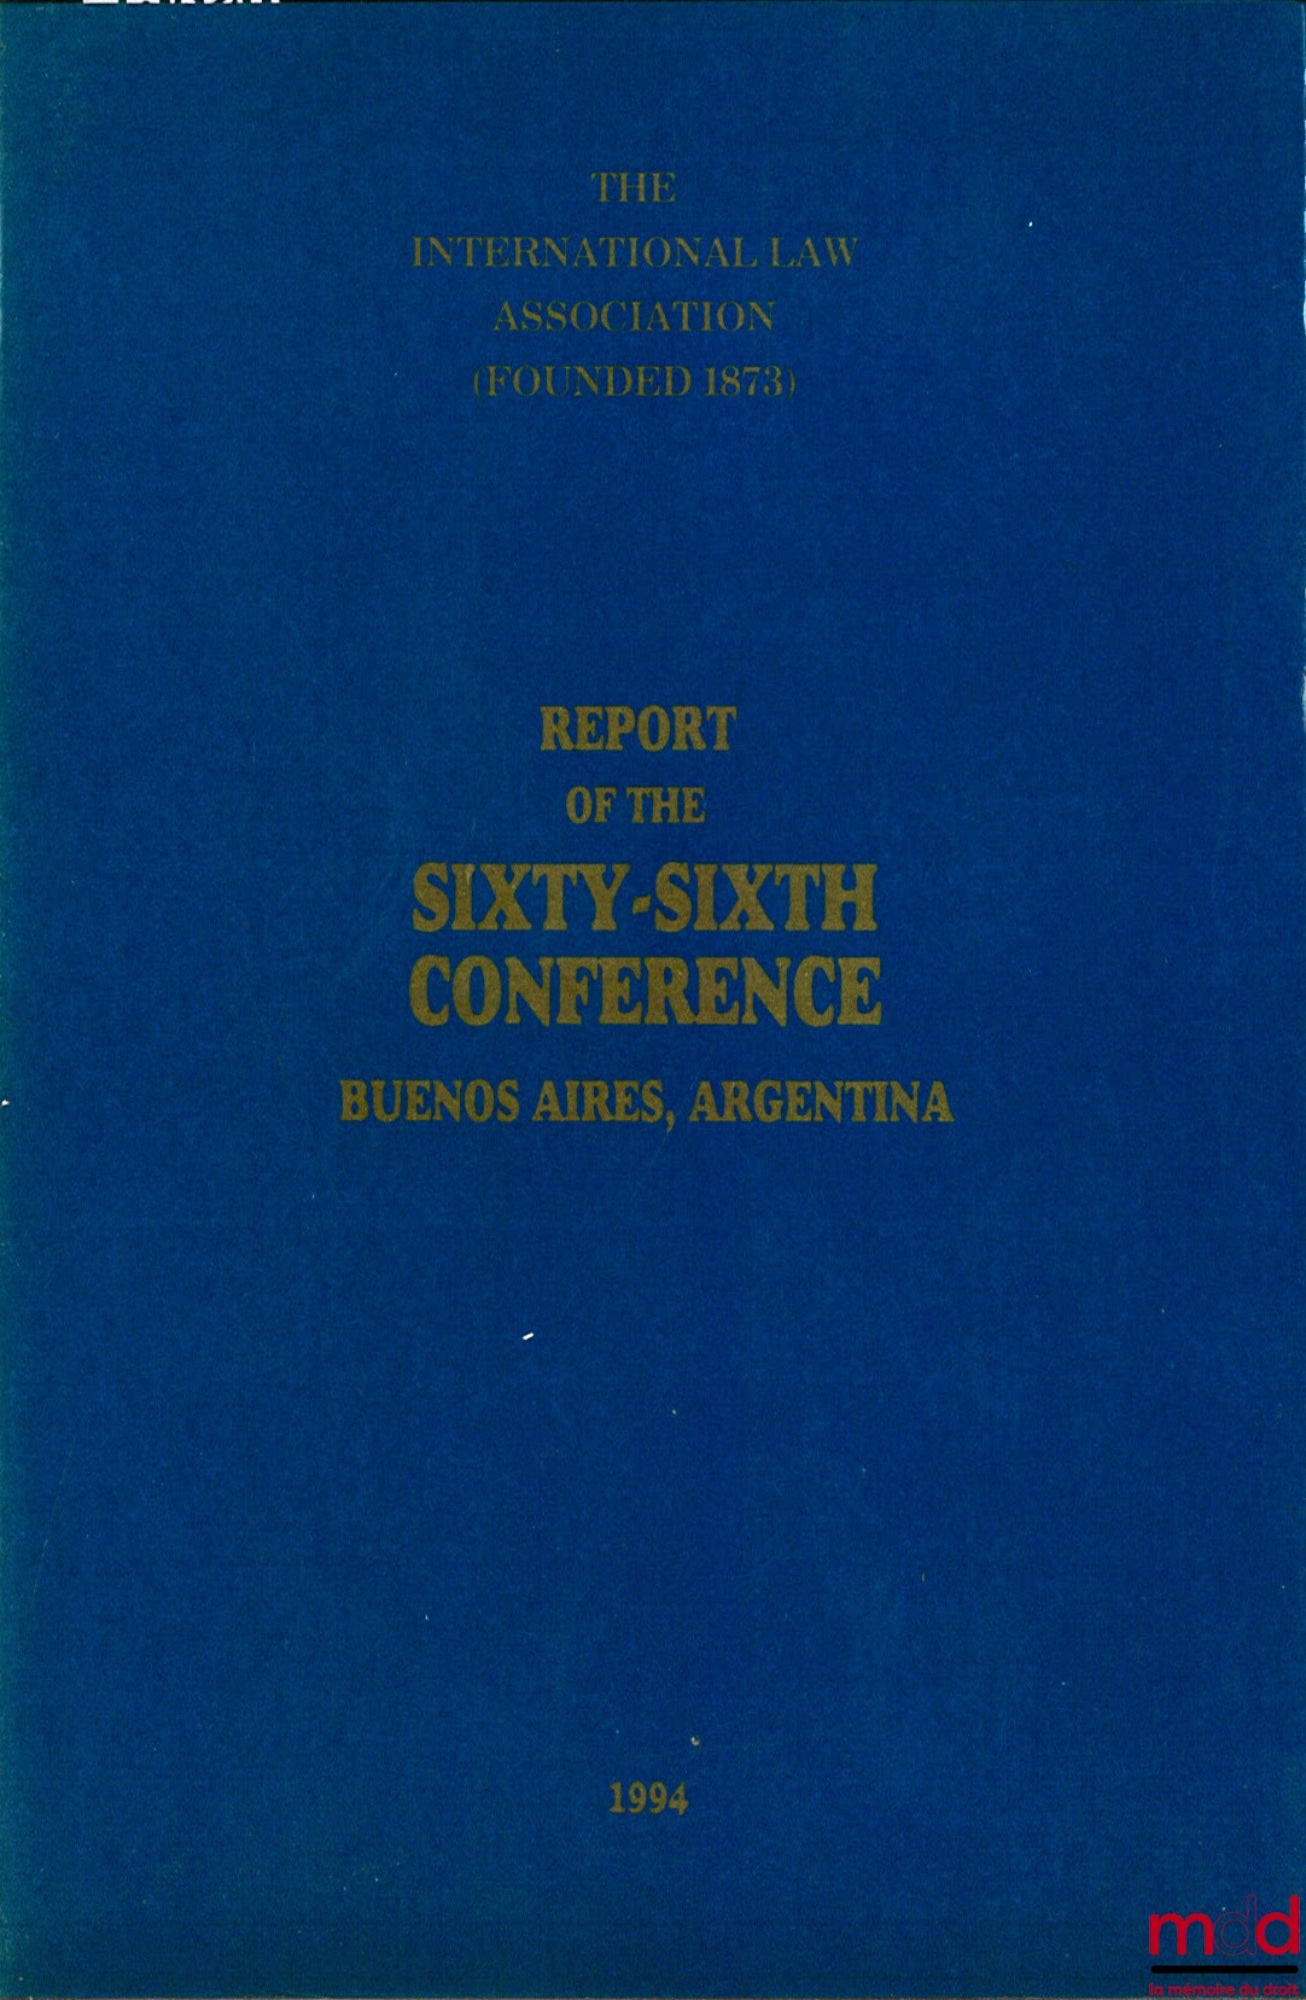 THE
INTERNATIONAL LAW
ASSOCIATION
(FOUNDED 1873)
REPORT
OF THE
SIXTY-SIXTH
CONFERENCE
BUENOS AIRES, ARGENTINA
1994
mdd
la mémoire du droit